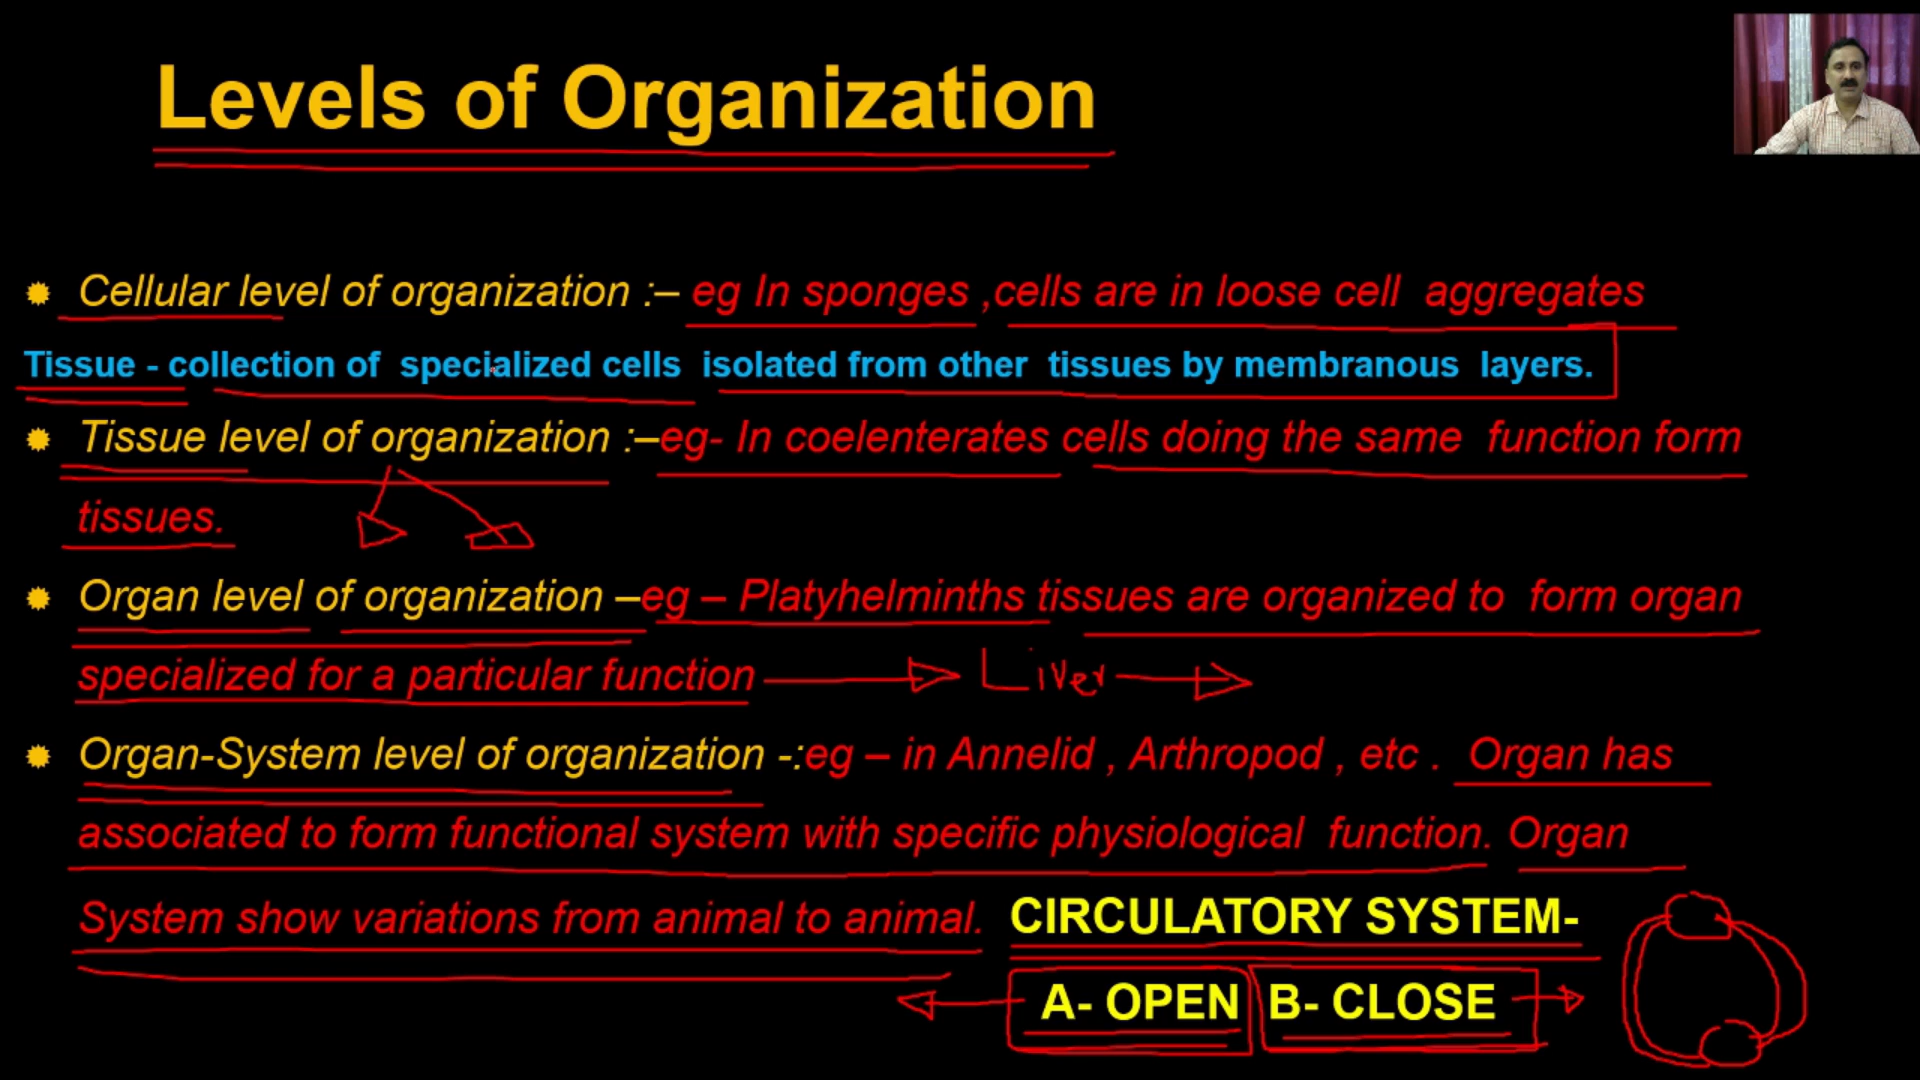 Levels of Organization
Cellular level of organization :– eg In sponges ,cells are in loose cell aggregates
Tissue - collection of specialized cells isolated from other tissues by membranous layers.
Tissue level of organization :–eg- In coelenterates cells doing the same function form
tissues.
Organ level of organization –eg – Platyhelminths tissues are organized to form organ
specialized for a particular function Liver
Organ-System level of organization -:eg – in Annelid , Arthropod , etc . Organ has
associated to form functional system with specific physiological function. Organ
System show variations from animal to animal. CIRCULATORY SYSTEM-
A- OPEN B- CLOSE